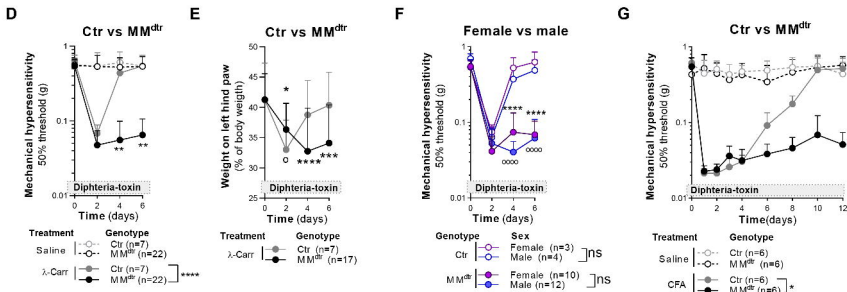 D
Ctr vs MMdtr
Mechanical hypersensitivity
50% threshold (g)
1
0.1
0.01
**
**
Diphteria-toxin
0 2 4 6
Time (days)
Treatment Genotype
Saline
Ctr (n=7)
MMdtr (n=22)
λ-Carr
Ctr (n=7)
MMdtr (n=22)
****
E
Ctr vs MMdtr
Weight on left hind paw
(% of body weigth)
50
45
40
35
30
25
*
o
****
***
Diphteria-toxin
0 2 4 6
Time (days)
Treatment Genotype
λ-Carr
Ctr (n=7)
MMdtr (n=17)
F
Female vs male
Mechanical hypersensitivity
50% threshold (g)
1
0.1
0.01
****
****
oooo
oooo
Diphteria-toxin
0 2 4 6
Time (days)
Genotype Sex
Ctr
Female (n=3)
Male (n=4)
ns
MMdtr
Female (n=10)
Male (n=12)
ns
G
Ctr vs MMdtr
Mechanical hypersensitivity
50% threshold (g)
1
0.1
0.01
Diphteria-toxin
0 2 4 6 8 10 12
Time(days)
Treatment Genotype
Saline
Ctr (n=6)
MMdtr (n=6)
CFA
Ctr (n=6)
MMdtr (n=6)
*